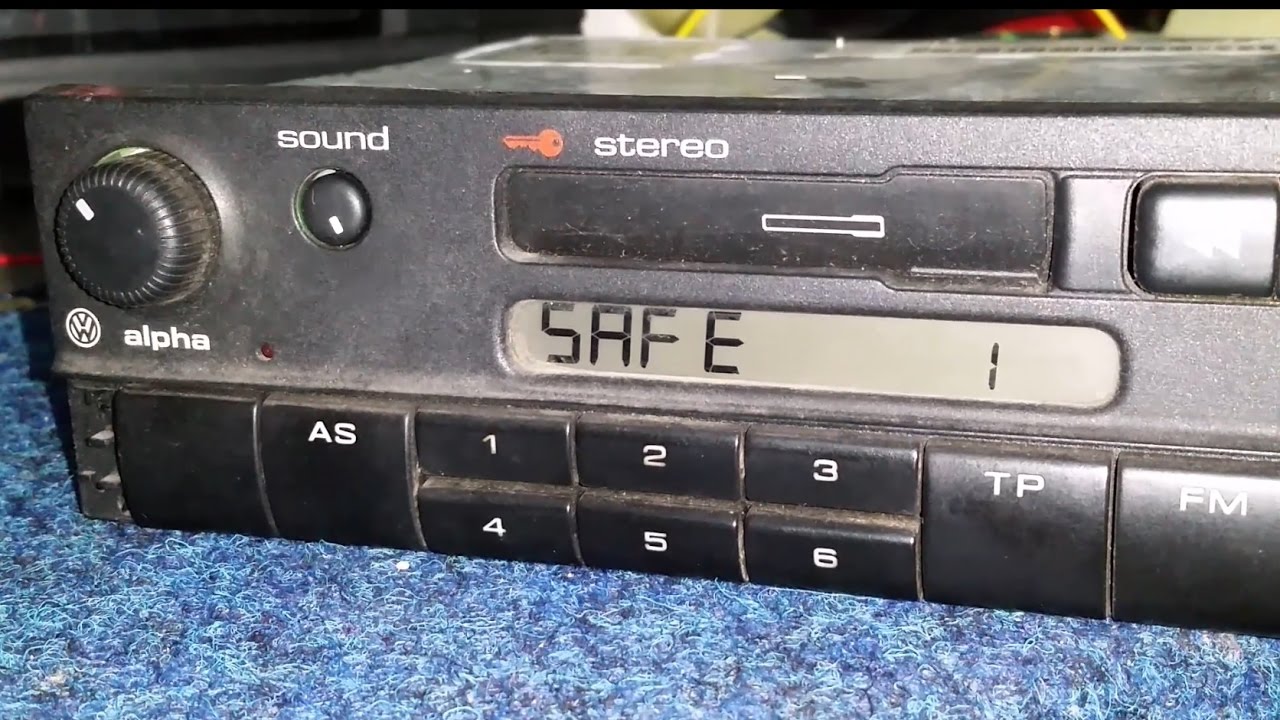 sound
stereo
alpha
SAFE 1
AS 1 2 3 TP FM
4 5 6